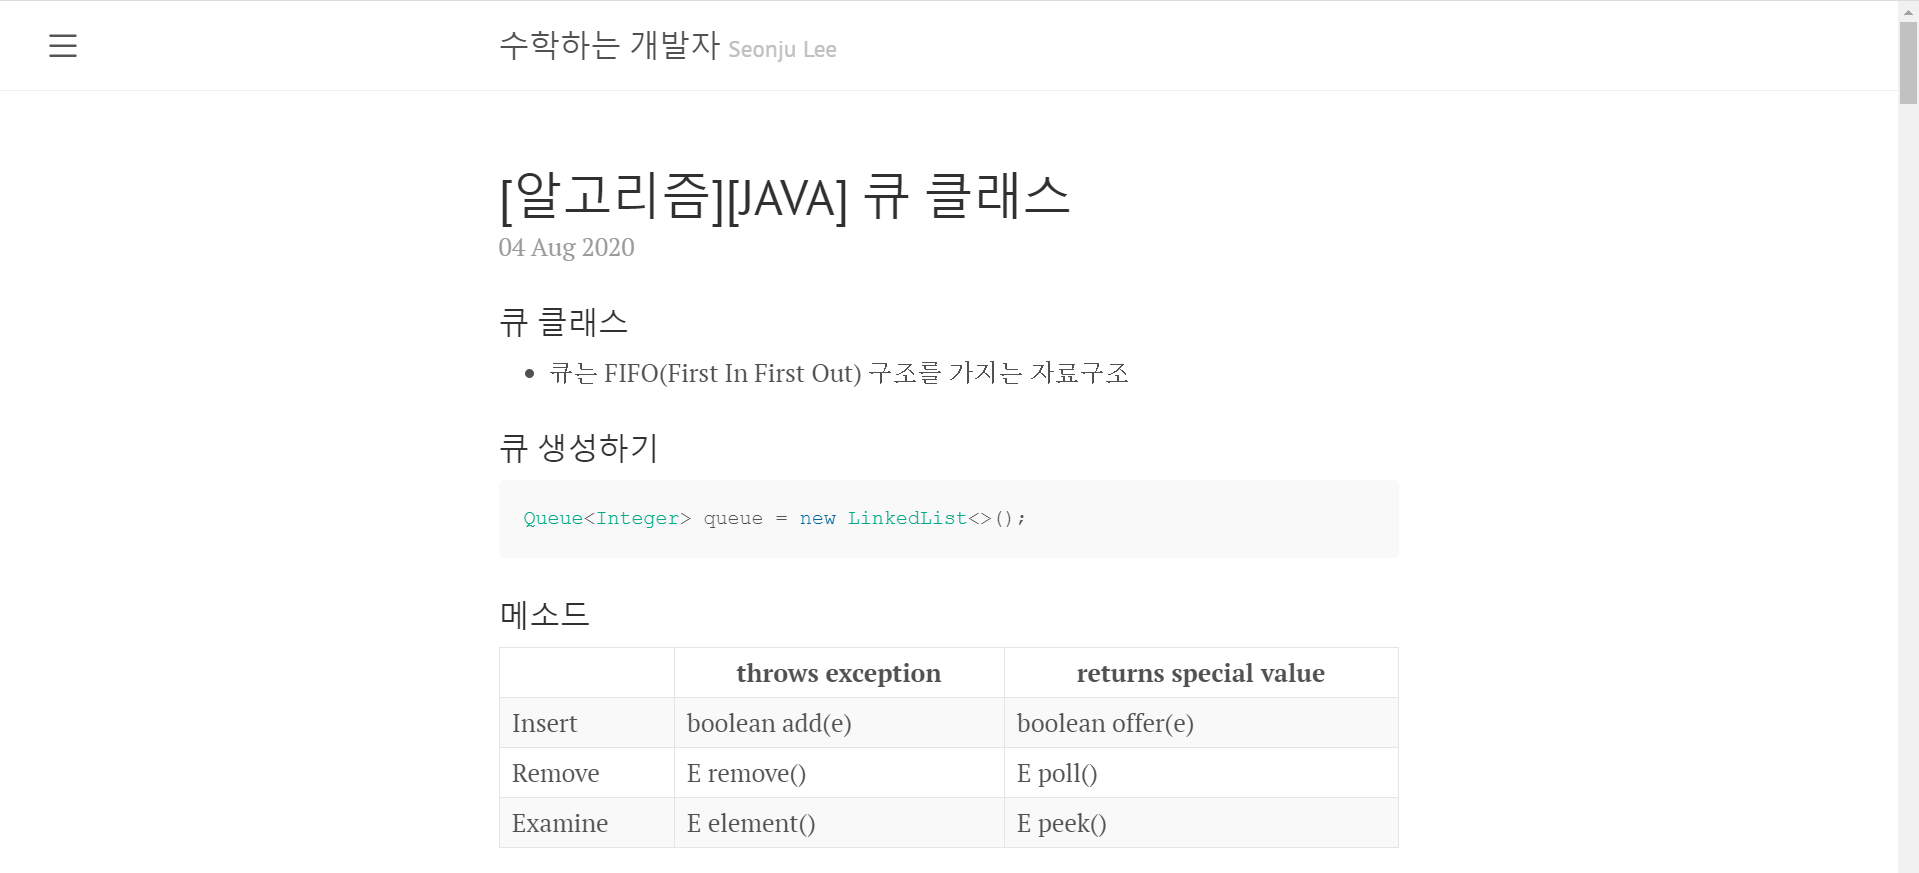 수학하는 개발자 Seonju Lee
[알고리즘][JAVA] 큐 클래스
04 Aug 2020
큐 클래스
• 큐는 FIFO(First In First Out) 구조를 가지는 자료구조
큐 생성하기
Queue<Integer> queue = new LinkedList<>();
메소드
throws exception returns special value
Insert boolean add(e) boolean offer(e)
Remove E remove() E poll()
Examine E element() E peek()